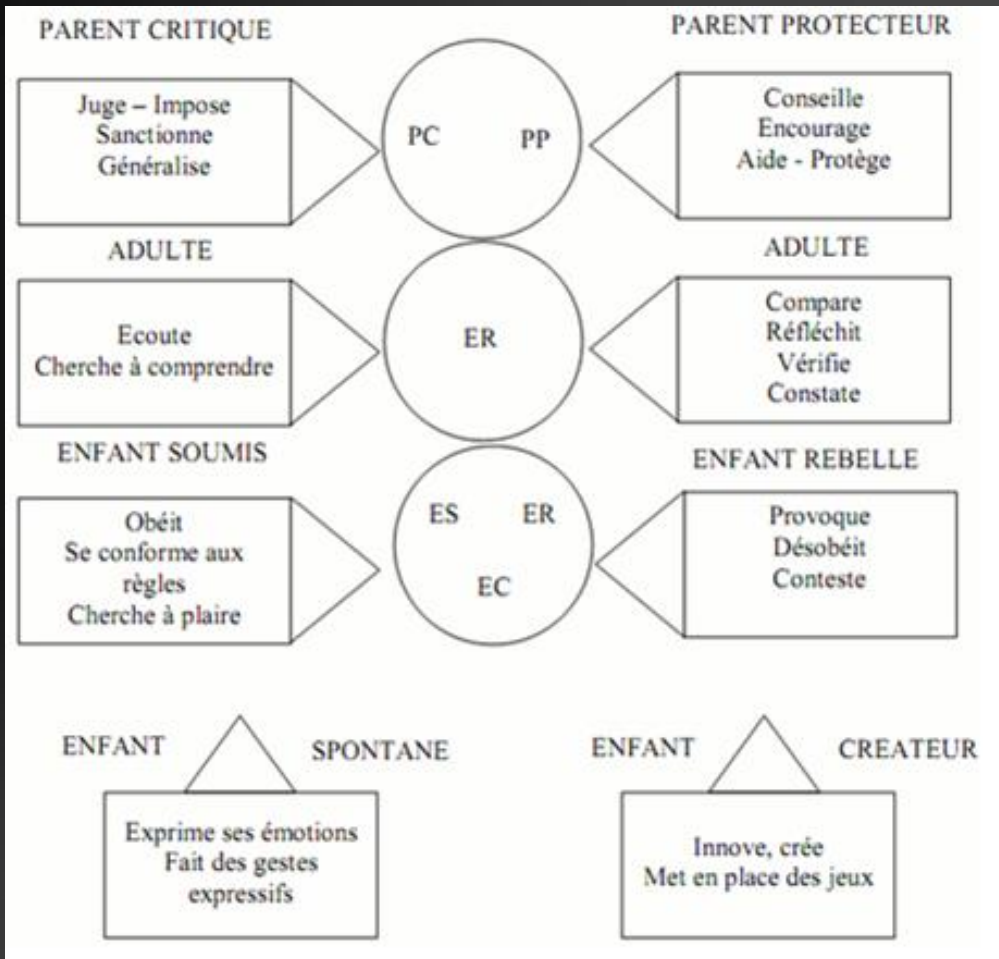 PARENT CRITIQUE
PARENT PROTECTEUR
Juge – Impose
Sanctionne
Généralise
PC
PP
Conseille
Encourage
Aide - Protège
ADULTE
ADULTE
Ecoute
Cherche à comprendre
ER
Compare
Réfléchit
Vérifie
Constate
ENFANT SOUMIS
ENFANT REBELLE
Obéit
Se conforme aux
règles
Cherche à plaire
ES
ER
EC
Provoque
Désobéit
Conteste
ENFANT
SPONTANE
ENFANT
CREATEUR
Exprime ses émotions
Fait des gestes
expressifs
Innove, crée
Met en place des jeux